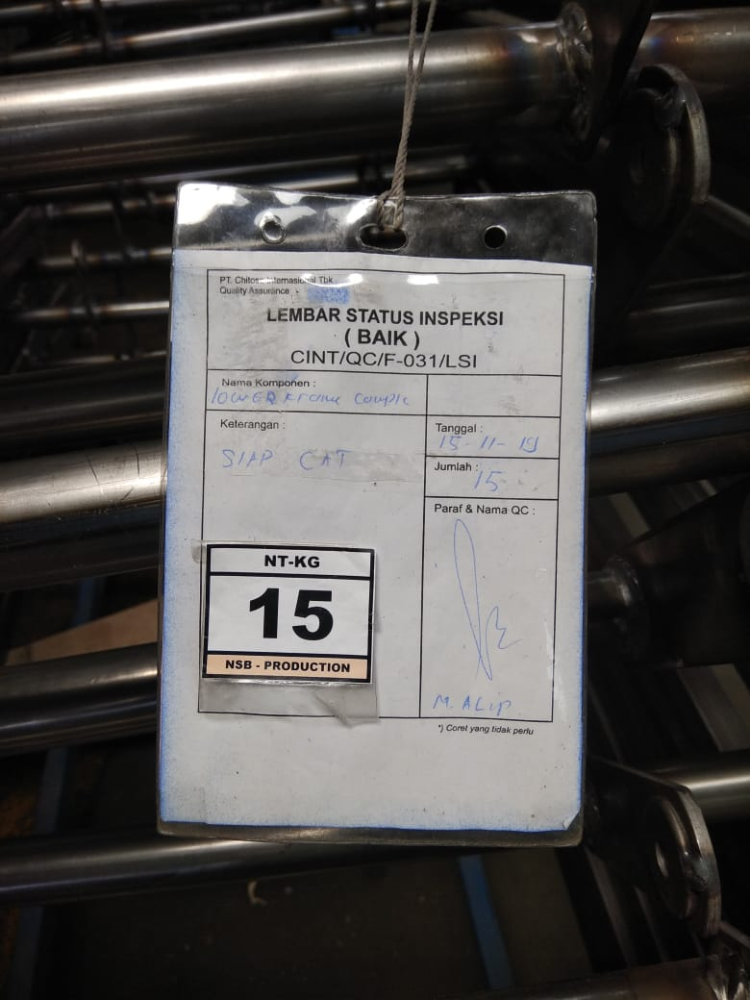 PT. Chitose Internasional Tbk
Quality Assurance
LEMBAR STATUS INSPEKSI
( BAIK )
CINT/QC/F-031/LSI
Nama Komponen :
LOWER Frame
Keterangan :
SIAP CAT
Tanggal :
15-11-19
Jumlah :
15
Paraf & Nama QC :
M. ALIP
NT-KG
15
NSB - PRODUCTION
*) Coret yang tidak perlu